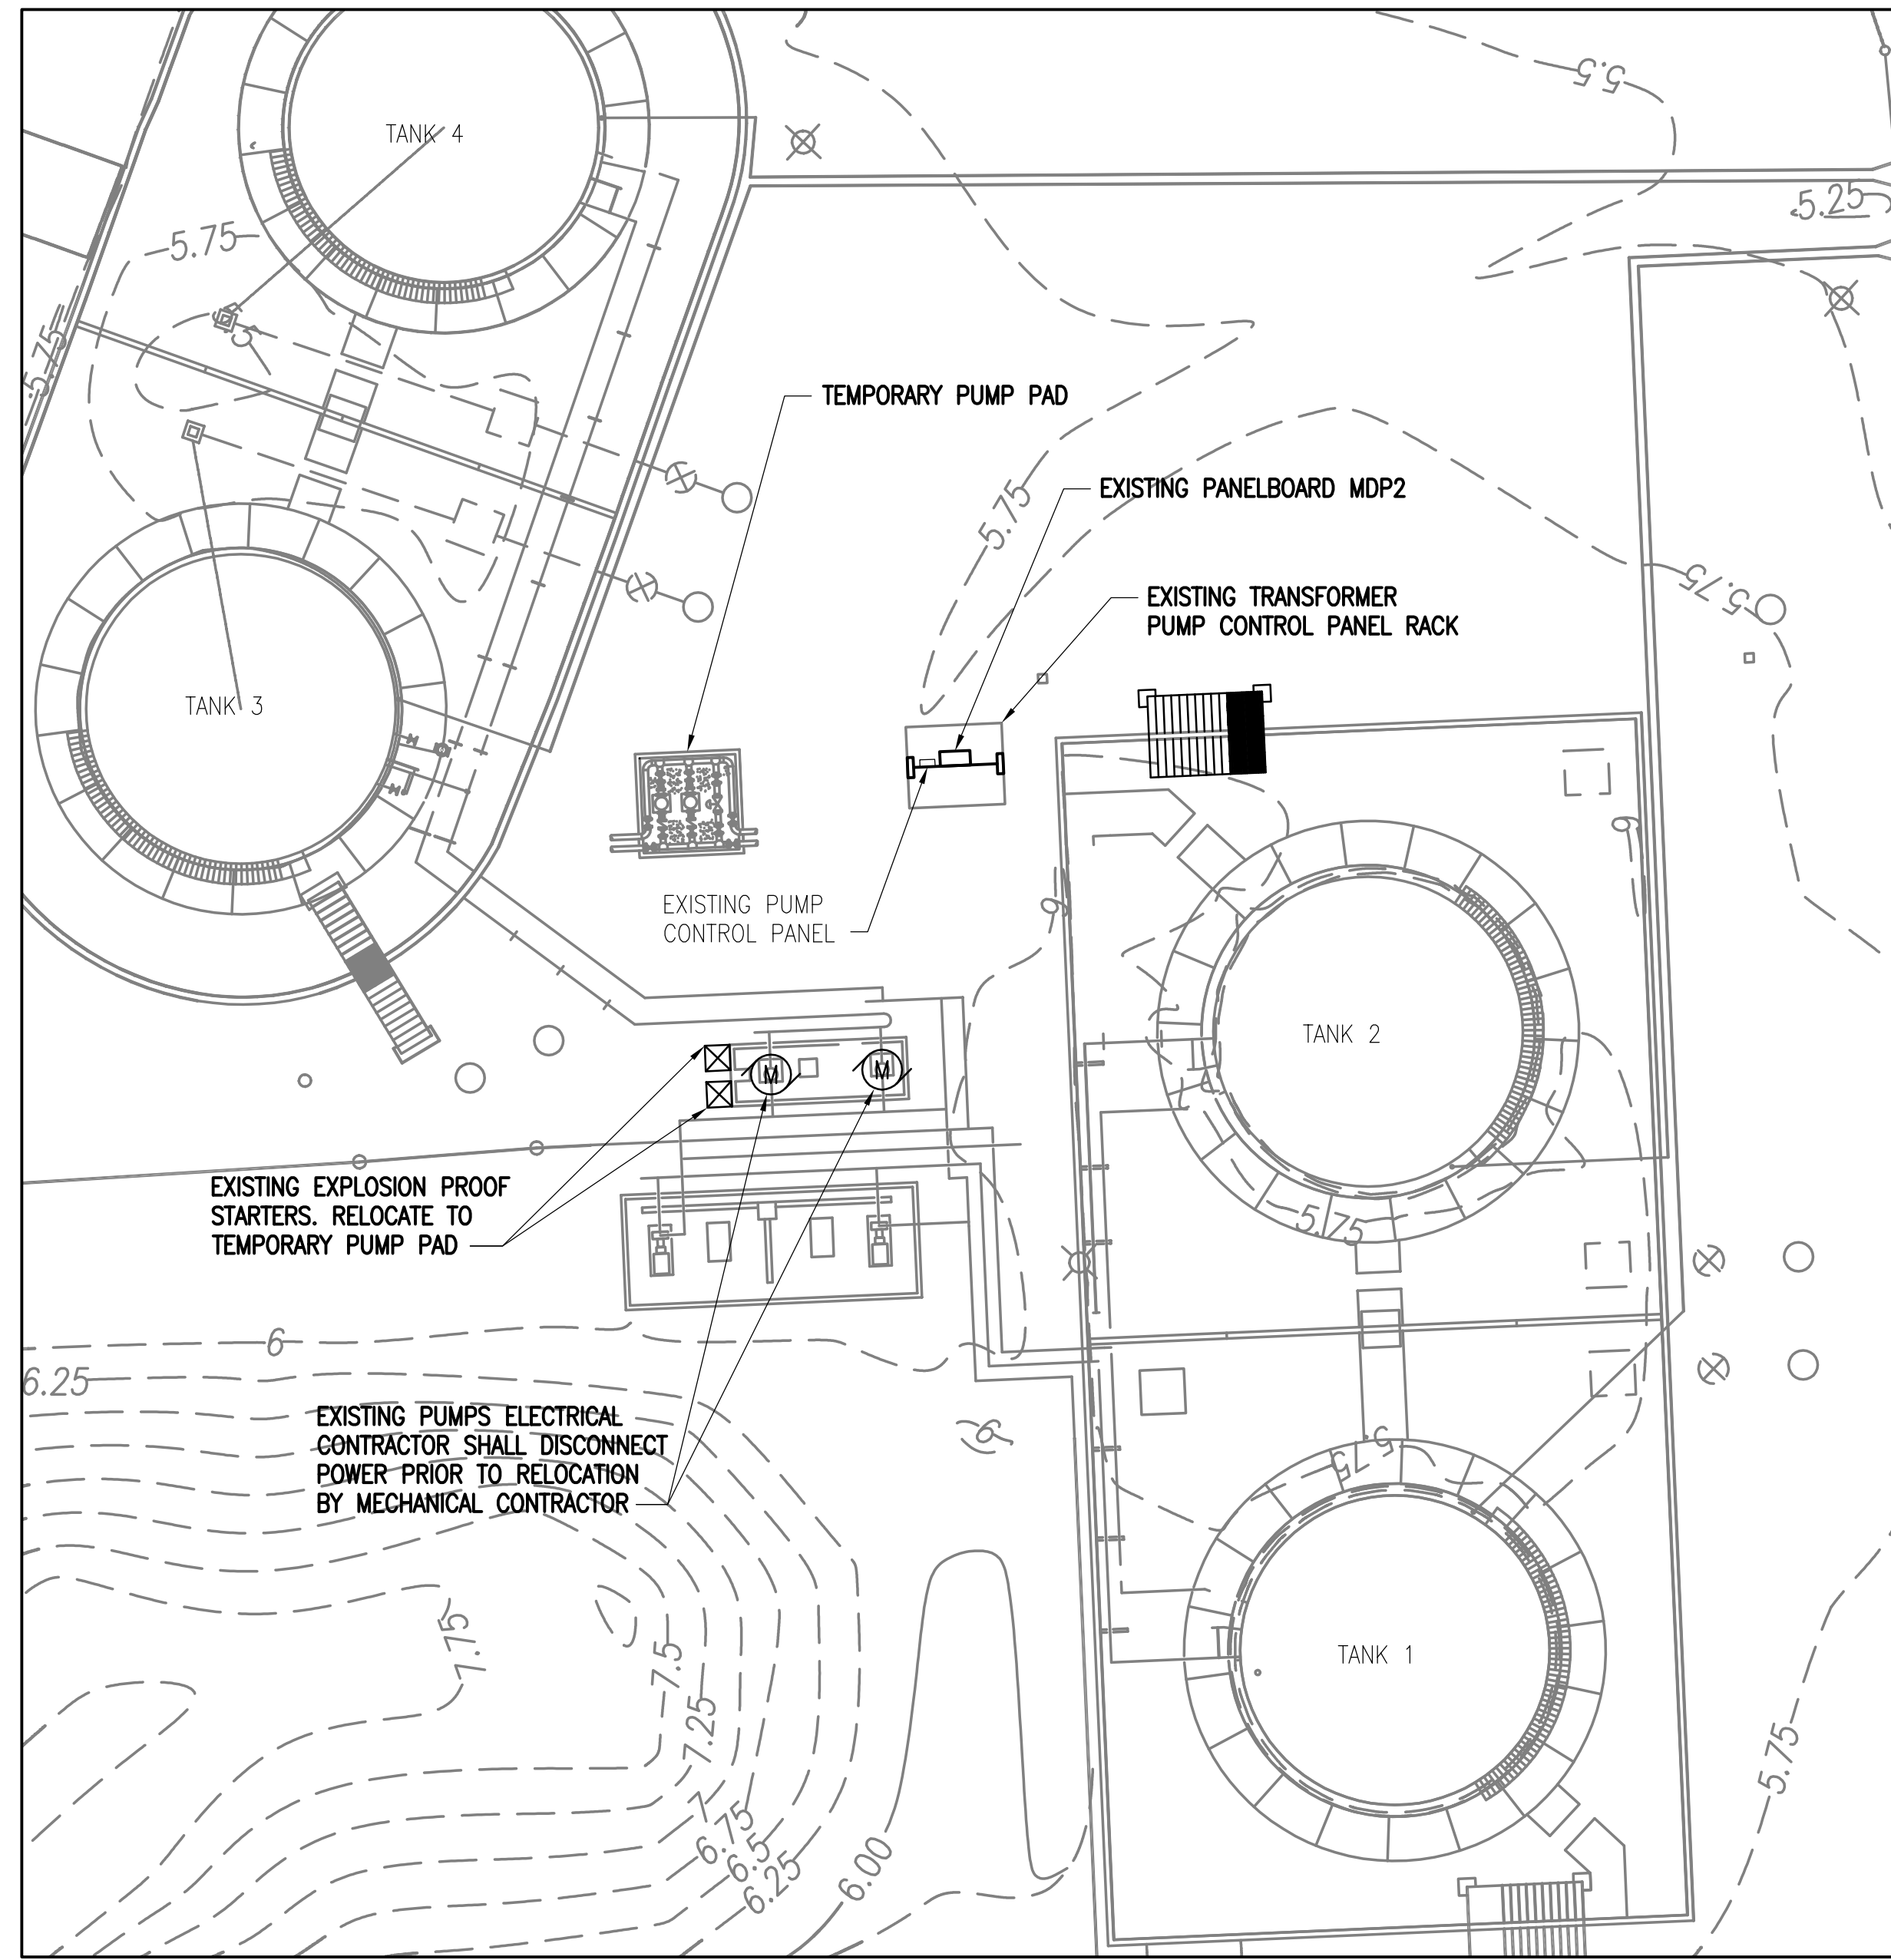 5.5
TANK 4
5.25
5.75
5.75
TEMPORARY PUMP PAD
EXISTING PANELBOARD MDP2
5.75
EXISTING TRANSFORMER
PUMP CONTROL PANEL RACK
5.75
TANK 3
M
M
6
EXISTING PUMP
CONTROL PANEL
6
TANK 2
M
M
EXISTING EXPLOSION PROOF
STARTERS. RELOCATE TO
TEMPORARY PUMP PAD
5.75
6
6.25
EXISTING PUMPS ELECTRICAL
CONTRACTOR SHALL DISCONNECT
POWER PRIOR TO RELOCATION
BY MECHANICAL CONTRACTOR
6
5.75
7.75
7.5
TANK 1
7.25
5.75
7
6.75
6.5
6.25
6.00